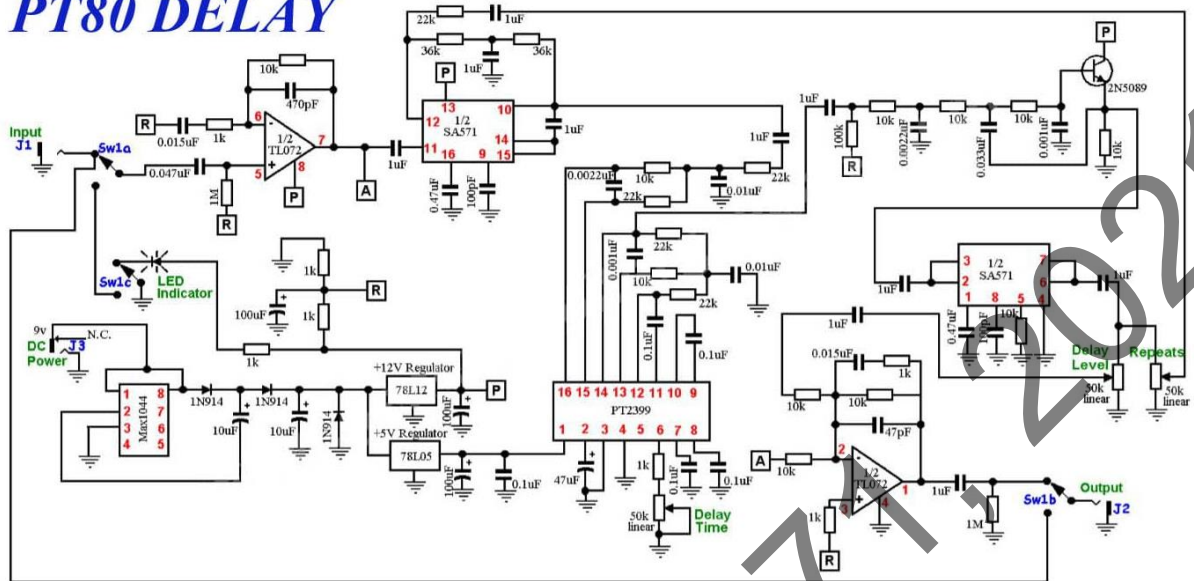 PT80 DELAY
22k
1uF
36k
36k
1uF
P
13
10
12
1/2
SA571
11
14
15
16
9
1uF
1uF
0.47uF
100pF
10k
470pF
R
0.015uF
1k
6
7
1/2
TL072
5
8
P
A
Input
J1
Sw1a
0.047uF
1M
R
1uF
0.0022uF
10k
22k
0.01uF
22k
1uF
100k
R
10k
0.0022uF
10k
0.033uF
10k
0.001uF
P
2N5089
10k
Sw1c
LED
Indicator
1k
R
100uF
1k
1k
0.001uF
22k
10k
0.01uF
22k
0.1uF
0.1uF
1uF
3
2
1/2
SA571
7
6
1
8
5
4
1uF
0.47uF
100pF
10k
Delay
Level
50k
linear
Repeats
50k
linear
9v
N.C.
DC
Power
J3
1
2
3
4
Max1044
8
7
6
5
1N914
1N914
10uF
10uF
1N914
+12V Regulator
78L12
P
100uF
+5V Regulator
78L05
100uF
0.1uF
16 15 14 13 12 11 10 9
PT2399
1 2 3 4 5 6 7 8
47uF
1k
0.1uF
0.1uF
50k
linear
Delay
Time
1uF
0.015uF
1k
10k
10k
47pF
A
10k
2
1/2
TL072
1
3
4
1k
R
1uF
1M
Sw1b
Output
J2